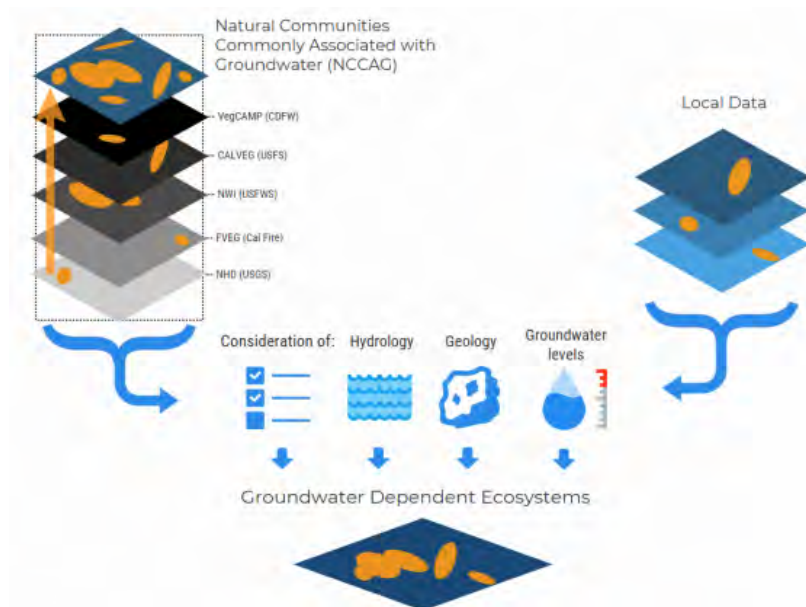 Natural Communities
Commonly Associated with
Groundwater (NCCAG)
VegCAMP (CDFW)
CALVEG (USFS)
NWI (USFWS)
FVEG (Cal Fire)
NHD (USGS)
Local Data
Consideration of:
Hydrology
Geology
Groundwater
levels
Groundwater Dependent Ecosystems